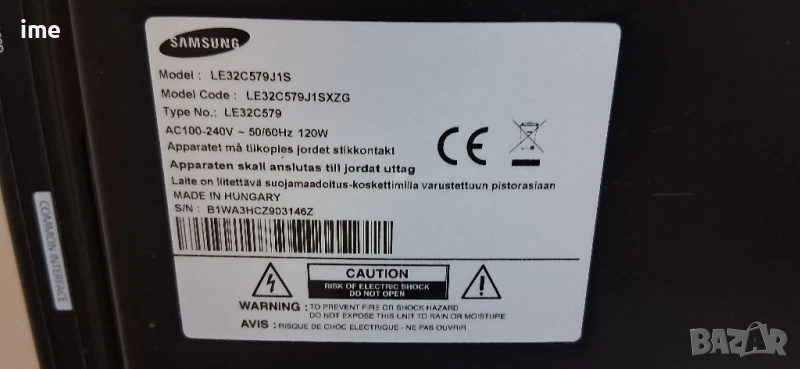 ime
SAMSUNG
Model : LE32C579J1S
Model Code : LE32C579J1SXZG
Type No.: LE32C579
AC100-240V ~ 50/60Hz 120W
Apparatet må tilkoples jordet stikkontakt
Apparaten skall anslutas till jordat uttag
Laite on liitettävä suojamaadoitus-koskettimilla varustettuun pistorasiaan
MADE IN HUNGARY
S/N : B1WA3HCZ903146Z
CE
CAUTION
RISK OF ELECTRIC SHOCK
DO NOT OPEN
WARNING : TO PREVENT FIRE OR SHOCK HAZARD
DO NOT EXPOSE THIS UNIT TO RAIN OR MOISTURE
AVIS : RISQUE DE CHOC ELECTRIQUE - NE PAS OUVRIR
COMMON INTERFACE
BAZAR